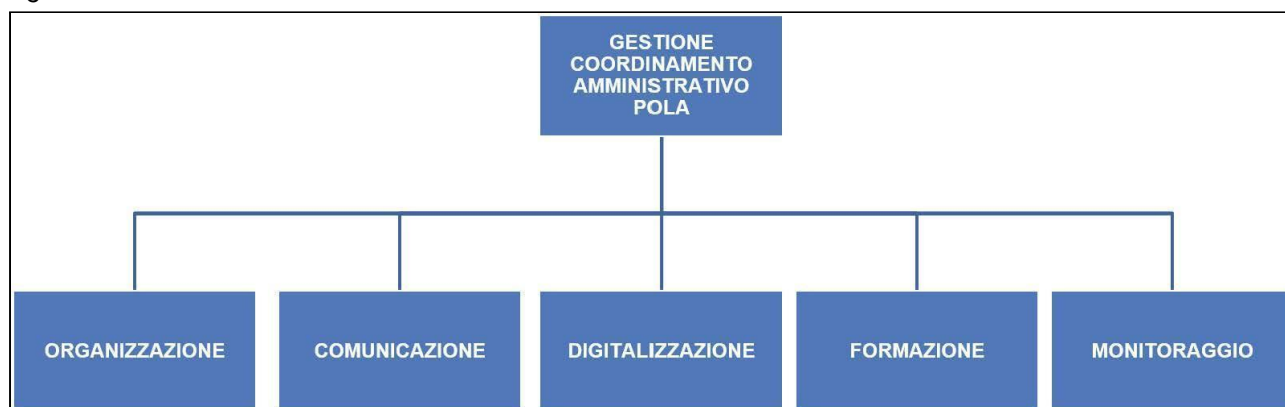 GESTIONE
COORDINAMENTO
AMMINISTRATIVO
POLA
ORGANIZZAZIONE
COMUNICAZIONE
DIGITALIZZAZIONE
FORMAZIONE
MONITORAGGIO